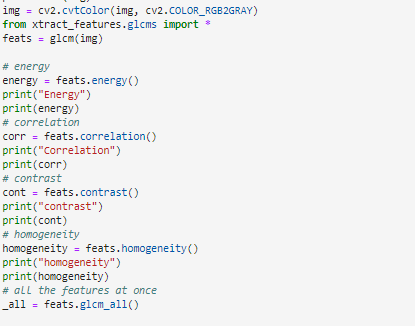 img = cv2.cvtColor(img, cv2.COLOR_RGB2GRAY)
from xtract_features.glcms import *
feats = glcm(img)
# energy
energy = feats.energy()
print("Energy")
print(energy)
# correlation
corr = feats.correlation()
print("Correlation")
print(corr)
# contrast
cont = feats.contrast()
print("contrast")
print(cont)
# homogeneity
homogeneity = feats.homogeneity()
print("homogeneity")
print(homogeneity)
# all the features at once
_all = feats.glcm_all()